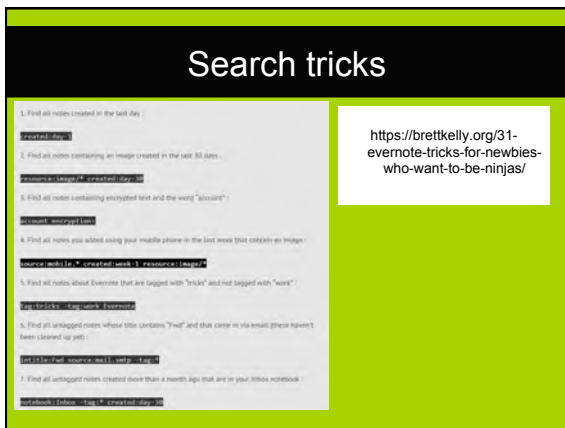 Search tricks
1. Find all notes created in the last day :
created:day-1
2. Find all notes containing an image created in the last 30 days :
resource:image/* created:day-30
3. Find all notes containing encrypted text and the word "account" :
account encryption:
4. Find all notes you added using your mobile phone in the last week that contain an image :
source:mobile.* created:week-1 resource:image/*
5. Find all notes about Evernote that are tagged with "tricks" and not tagged with "work" :
tag:tricks -tag:work Evernote
6. Find all untagged notes whose title contains "Fwd" and that came in via email (these haven't
been cleaned up yet) :
intitle:Fwd source:mail.smtp -tag:*
7. Find all untagged notes created more than a month ago that are in your Inbox notebook :
notebook:Inbox -tag:* created:day-30
https://brettkelly.org/31-
evernote-tricks-for-newbies-
who-want-to-be-ninjas/